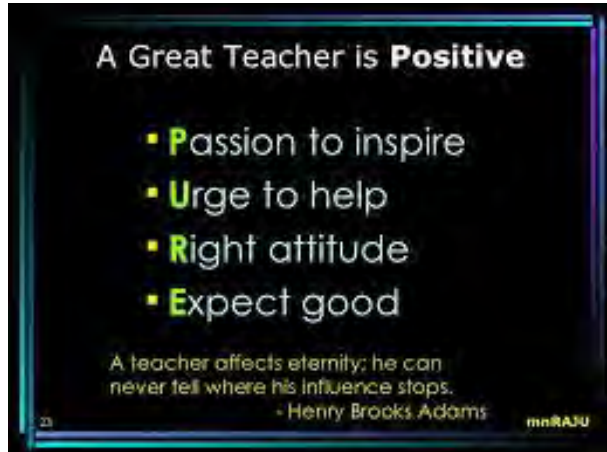 A Great Teacher is Positive
▪ Passion to inspire
▪ Urge to help
▪ Right attitude
▪ Expect good
A teacher affects eternity; he can
never tell where his influence stops.
- Henry Brooks Adams
23
mnRAJU